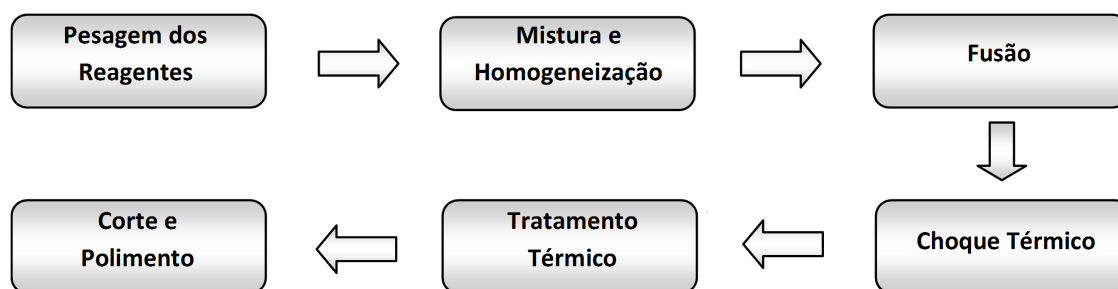 Pesagem dos
Reagentes
Mistura e
Homogeneização
Fusão
Choque Térmico
Tratamento
Térmico
Corte e
Polimento